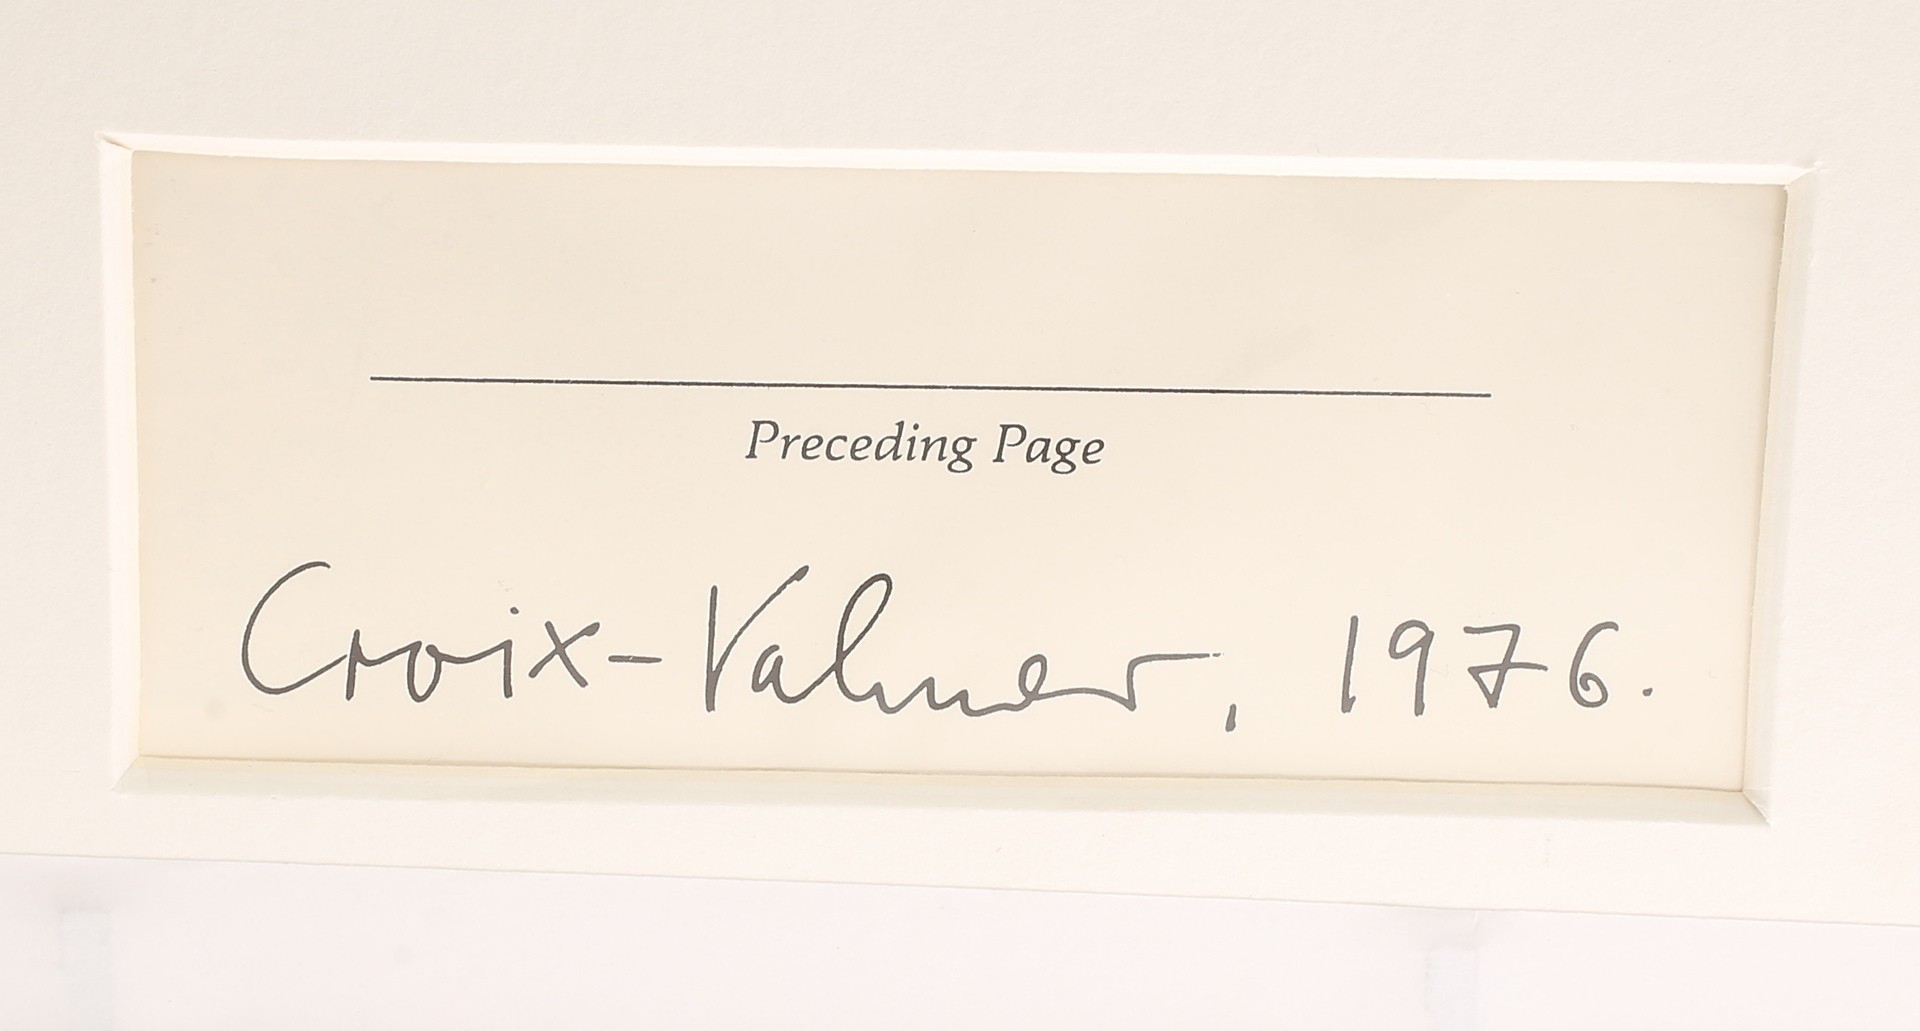 Preceding Page
Croix-Valmer, 1976.